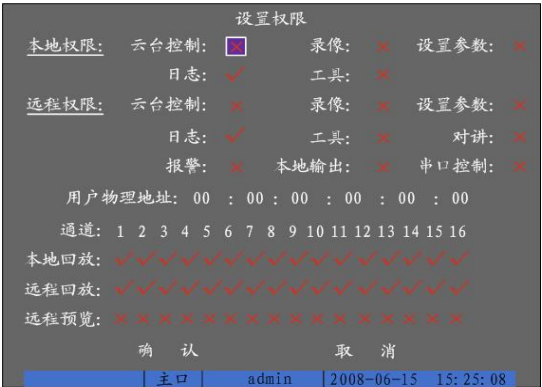 设置权限
本地权限: 云台控制: 录像: 设置参数:
日志: 工具:
远程权限: 云台控制: 录像: 设置参数:
日志: 工具: 对讲:
报警: 本地输出: 串口控制:
用户物理地址: 00 : 00 : 00 : 00 : 00 : 00
通道: 1 2 3 4 5 6 7 8 9 10 11 12 13 14 15 16
本地回放:
远程回放:
远程预览:
确 认 取 消
主口 admin 2008-06-15 15:25:08